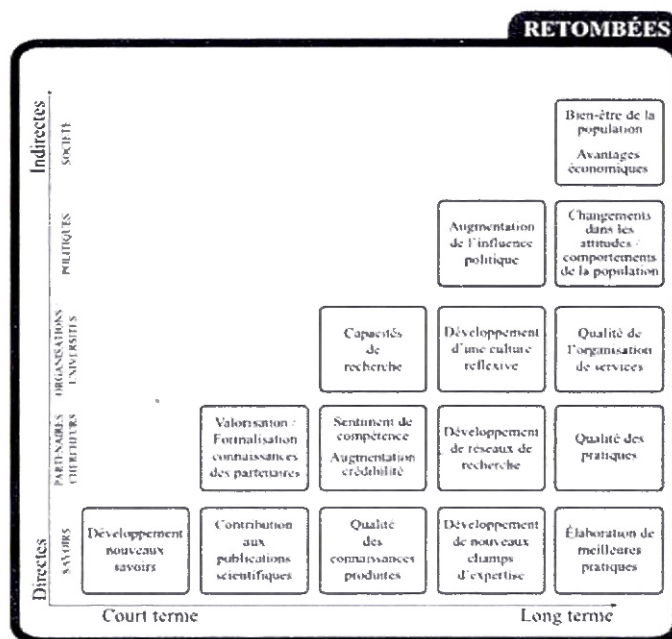 RETOMBÉES
Indirectes
SOCIÉTÉ
Bien-être de la
population
Avantages
économiques
POLITIQUES
Augmentation
de l'influence
politique
Changements
dans les
attitudes /
comportements
de la population
ORGANISATIONS /
UNIVERSITÉS
Capacités
de
recherche
Développement
d'une culture
reflexive
Qualité de
l'organisation
de services
PARTENAIRES
CHERCHEURS
Valorisation /
Formalisation
connaissances
des partenaires
Sentiment de
compétence
Augmentation
crédibilité
Développement
de réseaux de
recherche
Qualité des
pratiques
Directes
SAVOIRS
Développement
nouveaux
savoirs
Contribution
aux
publications
scientifiques
Qualité
des
connaissances
produites
Développement
de nouveaux
champs
d'expertise
Élaboration de
meilleures
pratiques
Court terme
Long terme